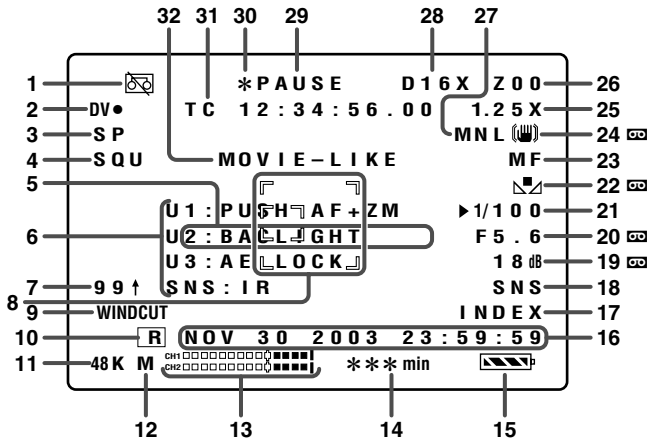 32 31 30 29 28 27
1 ＊PAUSE D16X Z00 26
2 DV● TC 12:34:56.00 1.25X 25
3 SP MNL 24
4 SQU MOVIE–LIKE MF 23
5 22
6 U1:PUSH AF+ZM ▶1/100 21
U2:BACLIGHT F5.6 20
U3:AE LOCK 18dB 19
7 99↑ SNS:IR SNS 18
8
9 WINDCUT INDEX 17
10 R NOV 30 2003 23:59:59 16
11 48K M CH1 ＊＊＊min
CH2
12 13 14 15